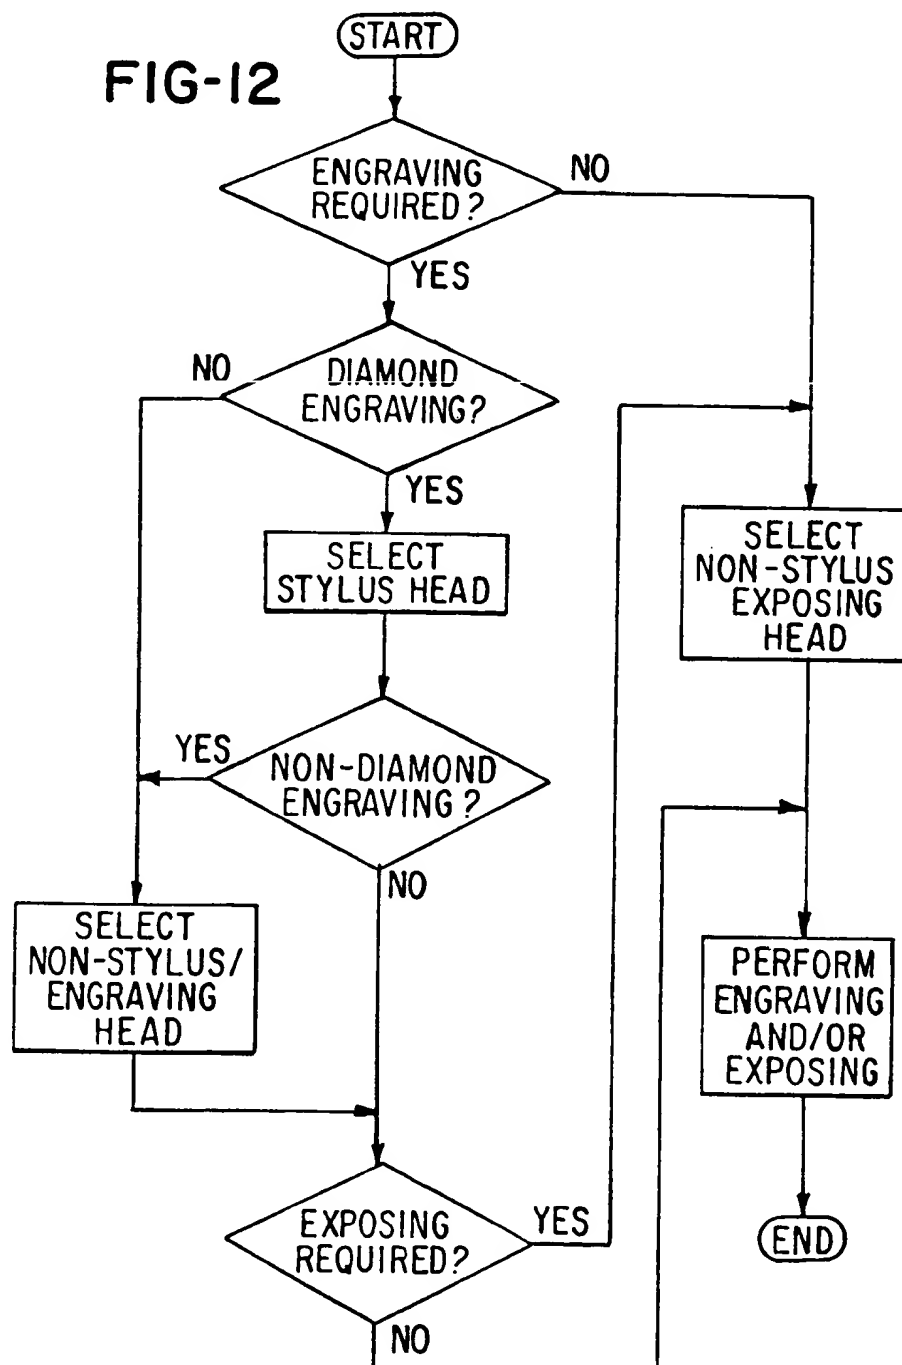 START
FIG-12
ENGRAVING
REQUIRED?
NO
YES
DIAMOND
ENGRAVING?
NO
YES
SELECT
STYLUS HEAD
NON-DIAMOND
ENGRAVING?
YES
NO
SELECT
NON-STYLUS/
ENGRAVING
HEAD
EXPOSING
REQUIRED?
YES
NO
SELECT
NON-STYLUS
EXPOSING
HEAD
PERFORM
ENGRAVING
AND/OR
EXPOSING
END